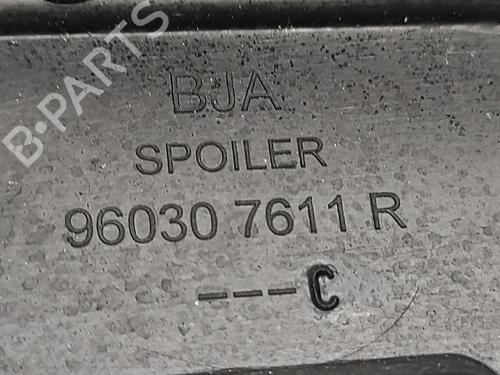 B-PARTS
BJA
SPOILER
96030 7611 R
---C